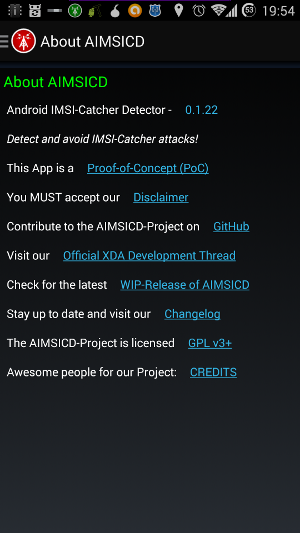 53 19:54
About AIMSICD
About AIMSICD
Android IMSI-Catcher Detector - 0.1.22
Detect and avoid IMSI-Catcher attacks!
This App is a Proof-of-Concept (PoC)
You MUST accept our Disclaimer
Contribute to the AIMSICD-Project on GitHub
Visit our Official XDA Development Thread
Check for the latest WIP-Release of AIMSICD
Stay up to date and visit our Changelog
The AIMSICD-Project is licensed GPL v3+
Awesome people for our Project: CREDITS